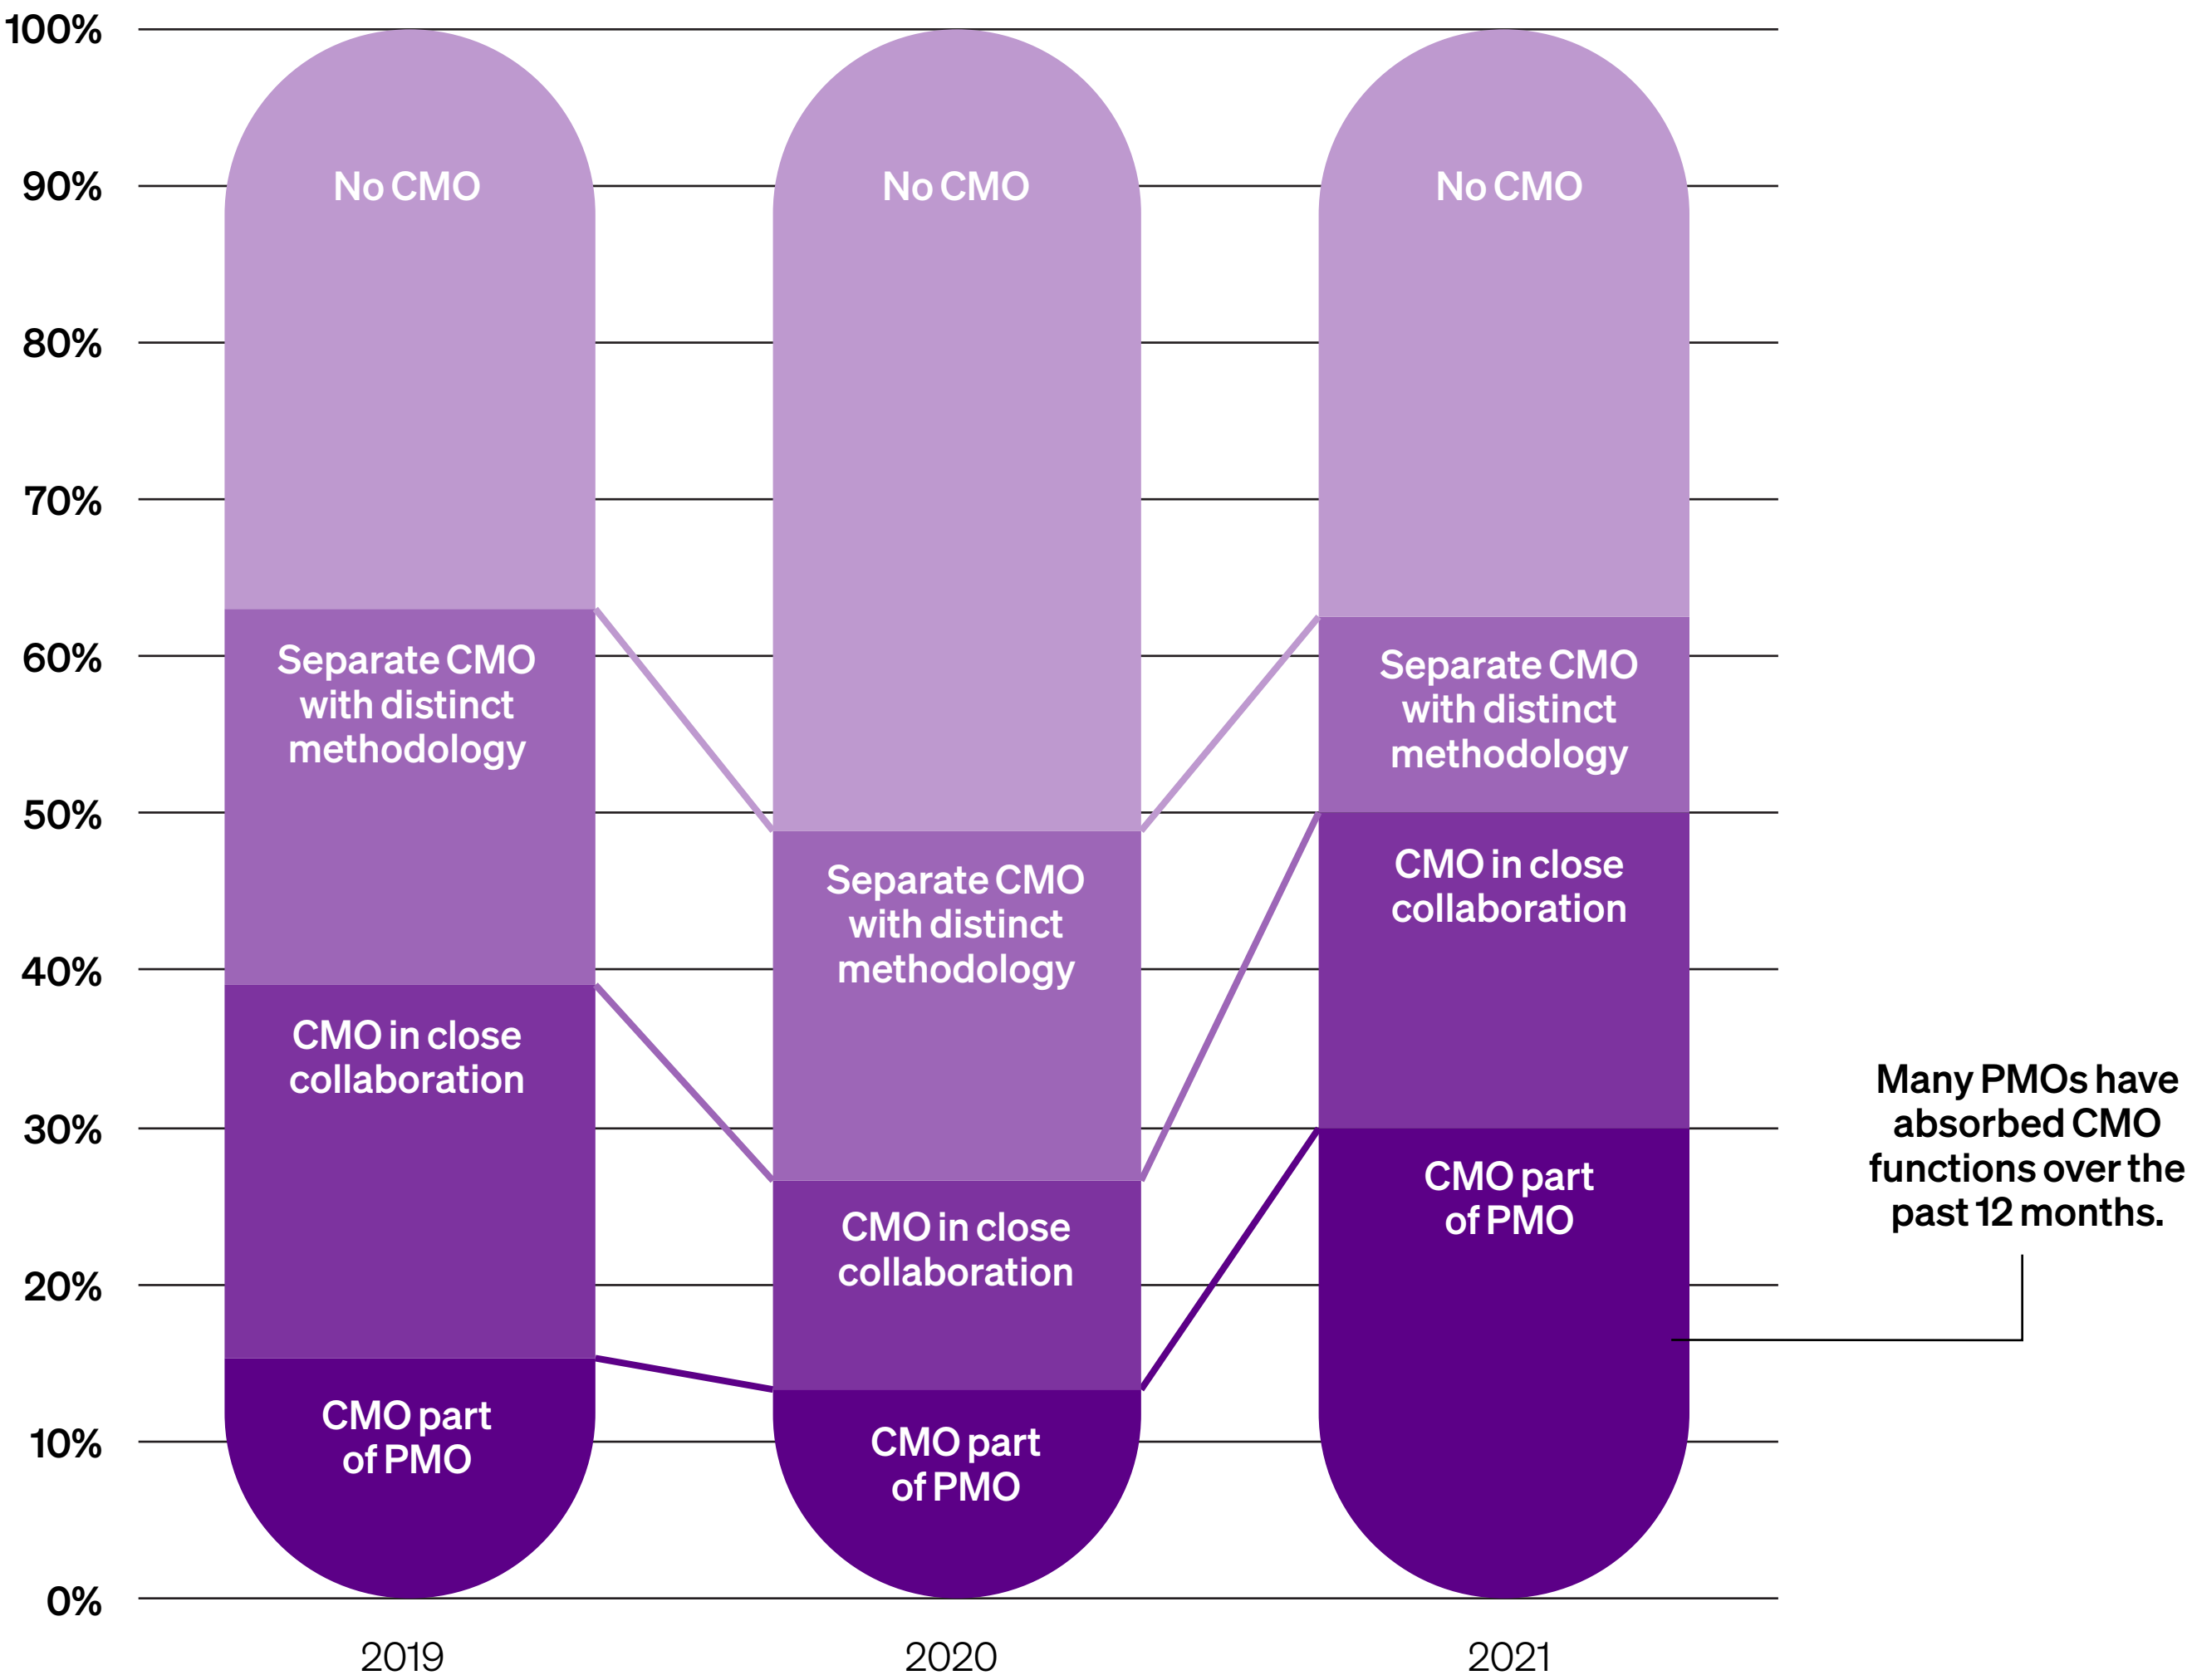 100%
90%
80%
70%
60%
50%
40%
30%
20%
10%
0%
No CMO
Separate CMO
with distinct
methodology
CMO in close
collaboration
CMO part
of PMO
2019
No CMO
Separate CMO
with distinct
methodology
CMO in close
collaboration
CMO part
of PMO
2020
No CMO
Separate CMO
with distinct
methodology
CMO in close
collaboration
CMO part
of PMO
2021
Many PMOs have
absorbed CMO
functions over the
past 12 months.